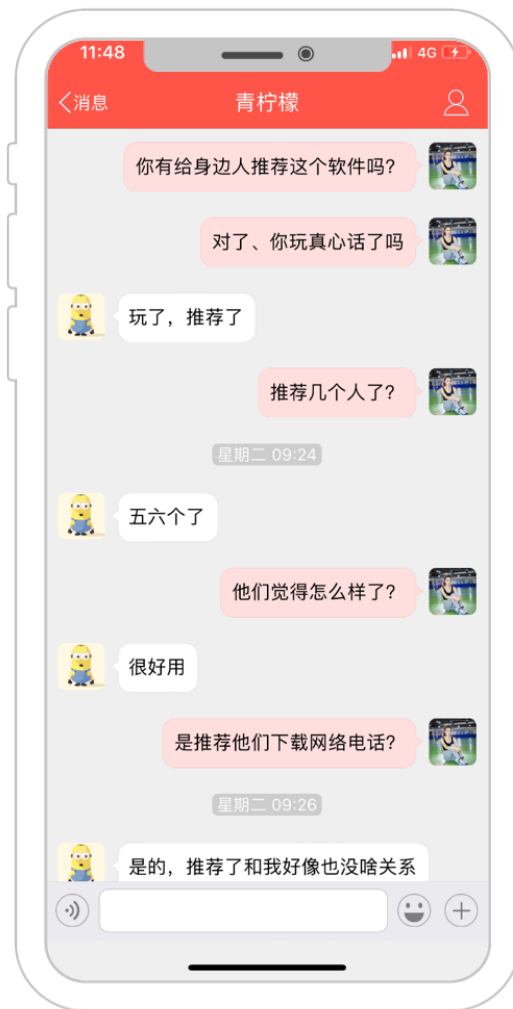 11:48
4G
消息
青柠檬
你有给身边人推荐这个软件吗？
对了、你玩真心话了吗
玩了，推荐了
推荐几个人了？
星期二 09:24
五六个了
他们觉得怎么样了？
很好用
是推荐他们下载网络电话？
星期二 09:26
是的，推荐了和我好像也没啥关系